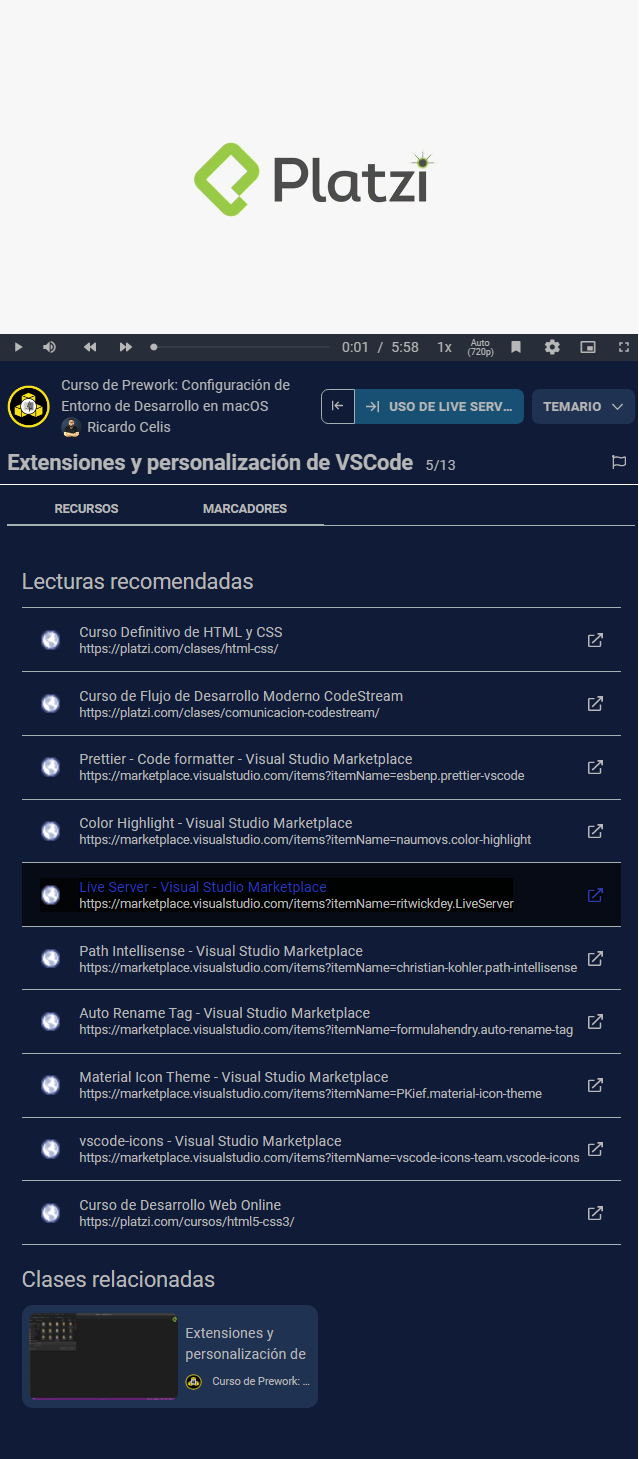 Platzi
0:01 / 5:58 1x Auto (720p)
Curso de Prework: Configuración de
Entorno de Desarrollo en macOS
Ricardo Celis
USO DE LIVE SERV...
TEMARIO
Extensiones y personalización de VSCode 5/13
RECURSOS MARCADORES
Lecturas recomendadas
Curso Definitivo de HTML y CSS
https://platzi.com/clases/html-css/
Curso de Flujo de Desarrollo Moderno CodeStream
https://platzi.com/clases/comunicacion-codestream/
Prettier - Code formatter - Visual Studio Marketplace
https://marketplace.visualstudio.com/items?itemName=esbenp.prettier-vscode
Color Highlight - Visual Studio Marketplace
https://marketplace.visualstudio.com/items?itemName=naumovs.color-highlight
Live Server - Visual Studio Marketplace
https://marketplace.visualstudio.com/items?itemName=ritwickdey.LiveServer
Path Intellisense - Visual Studio Marketplace
https://marketplace.visualstudio.com/items?itemName=christian-kohler.path-intellisense
Auto Rename Tag - Visual Studio Marketplace
https://marketplace.visualstudio.com/items?itemName=formulahendry.auto-rename-tag
Material Icon Theme - Visual Studio Marketplace
https://marketplace.visualstudio.com/items?itemName=PKief.material-icon-theme
vscode-icons - Visual Studio Marketplace
https://marketplace.visualstudio.com/items?itemName=vscode-icons-team.vscode-icons
Curso de Desarrollo Web Online
https://platzi.com/cursos/html5-css3/
Clases relacionadas
Extensiones y
personalización de
Curso de Prework: ...